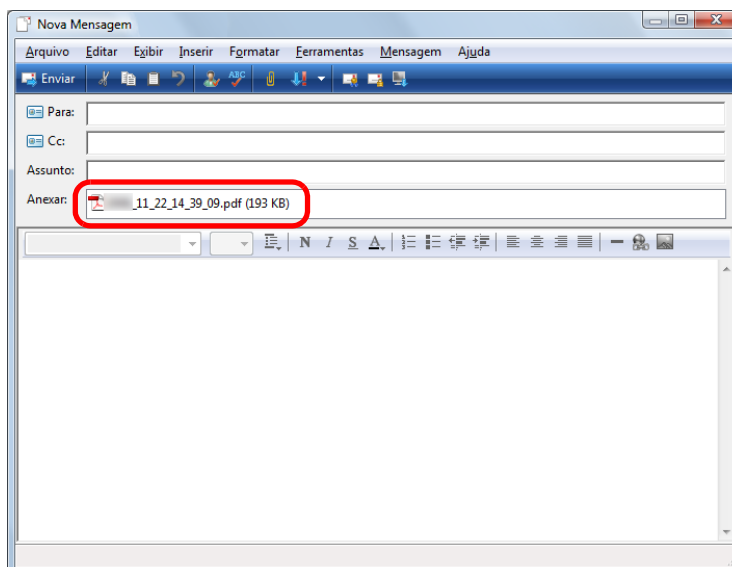 Nova Mensagem
Arquivo Editar Exibir Inserir Formatar Ferramentas Mensagem Ajuda
Enviar ABC
Para:
Cc:
Assunto:
Anexar: _11_22_14_39_09.pdf (193 KB)
N I S A